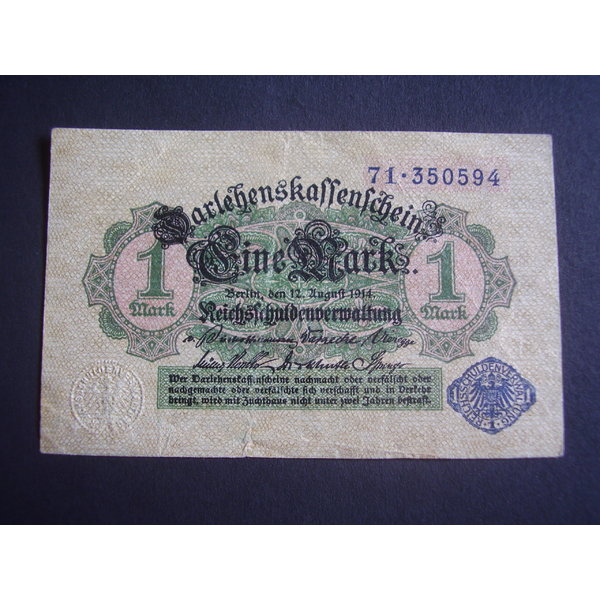 71·350594
Darlehenskassenschein
Eine Mark.
1 Mark
1 Mark
Berlin, den 12. August 1914.
Reichsschuldenverwaltung
Wer Darlehenskassenscheine nachmacht oder verfälscht oder
nachgemachte oder verfälschte sich verschafft und in Verkehr
bringt, wird mit Zuchthaus nicht unter zwei Jahren bestraft.
REICHSSCHULDENVERWALTUNG